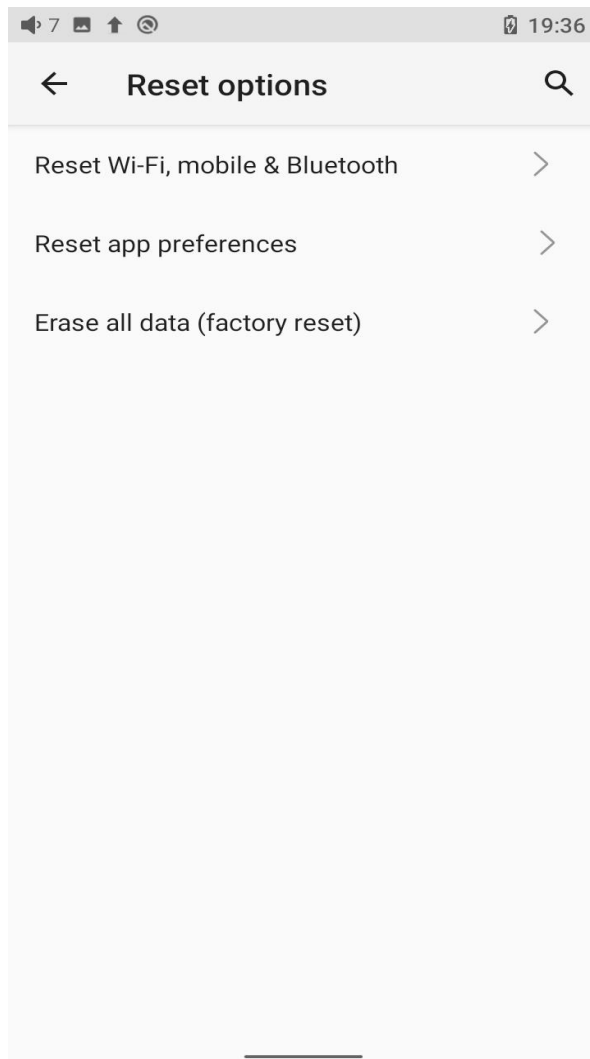 7 19:36
Reset options
Reset Wi-Fi, mobile & Bluetooth
Reset app preferences
Erase all data (factory reset)